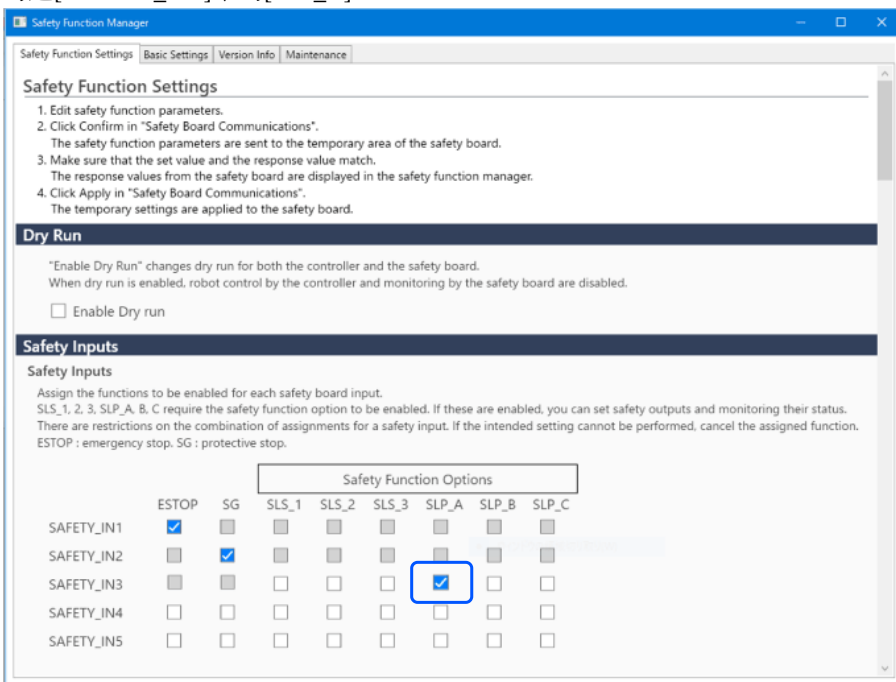 Safety Function Manager
Safety Function Settings Basic Settings Version Info Maintenance
Safety Function Settings
1. Edit safety function parameters.
2. Click Confirm in "Safety Board Communications".
The safety function parameters are sent to the temporary area of the safety board.
3. Make sure that the set value and the response value match.
The response values from the safety board are displayed in the safety function manager.
4. Click Apply in "Safety Board Communications".
The temporary settings are applied to the safety board.
Dry Run
"Enable Dry Run" changes dry run for both the controller and the safety board.
When dry run is enabled, robot control by the controller and monitoring by the safety board are disabled.
Enable Dry run
Safety Inputs
Safety Inputs
Assign the functions to be enabled for each safety board input.
SLS_1, 2, 3, SLP_A, B, C require the safety function option to be enabled. If these are enabled, you can set safety outputs and monitoring their status.
There are restrictions on the combination of assignments for a safety input. If the intended setting cannot be performed, cancel the assigned function.
ESTOP : emergency stop. SG : protective stop.
Safety Function Options
ESTOP SG SLS_1 SLS_2 SLS_3 SLP_A SLP_B SLP_C
SAFETY_IN1
SAFETY_IN2
SAFETY_IN3
SAFETY_IN4
SAFETY_IN5